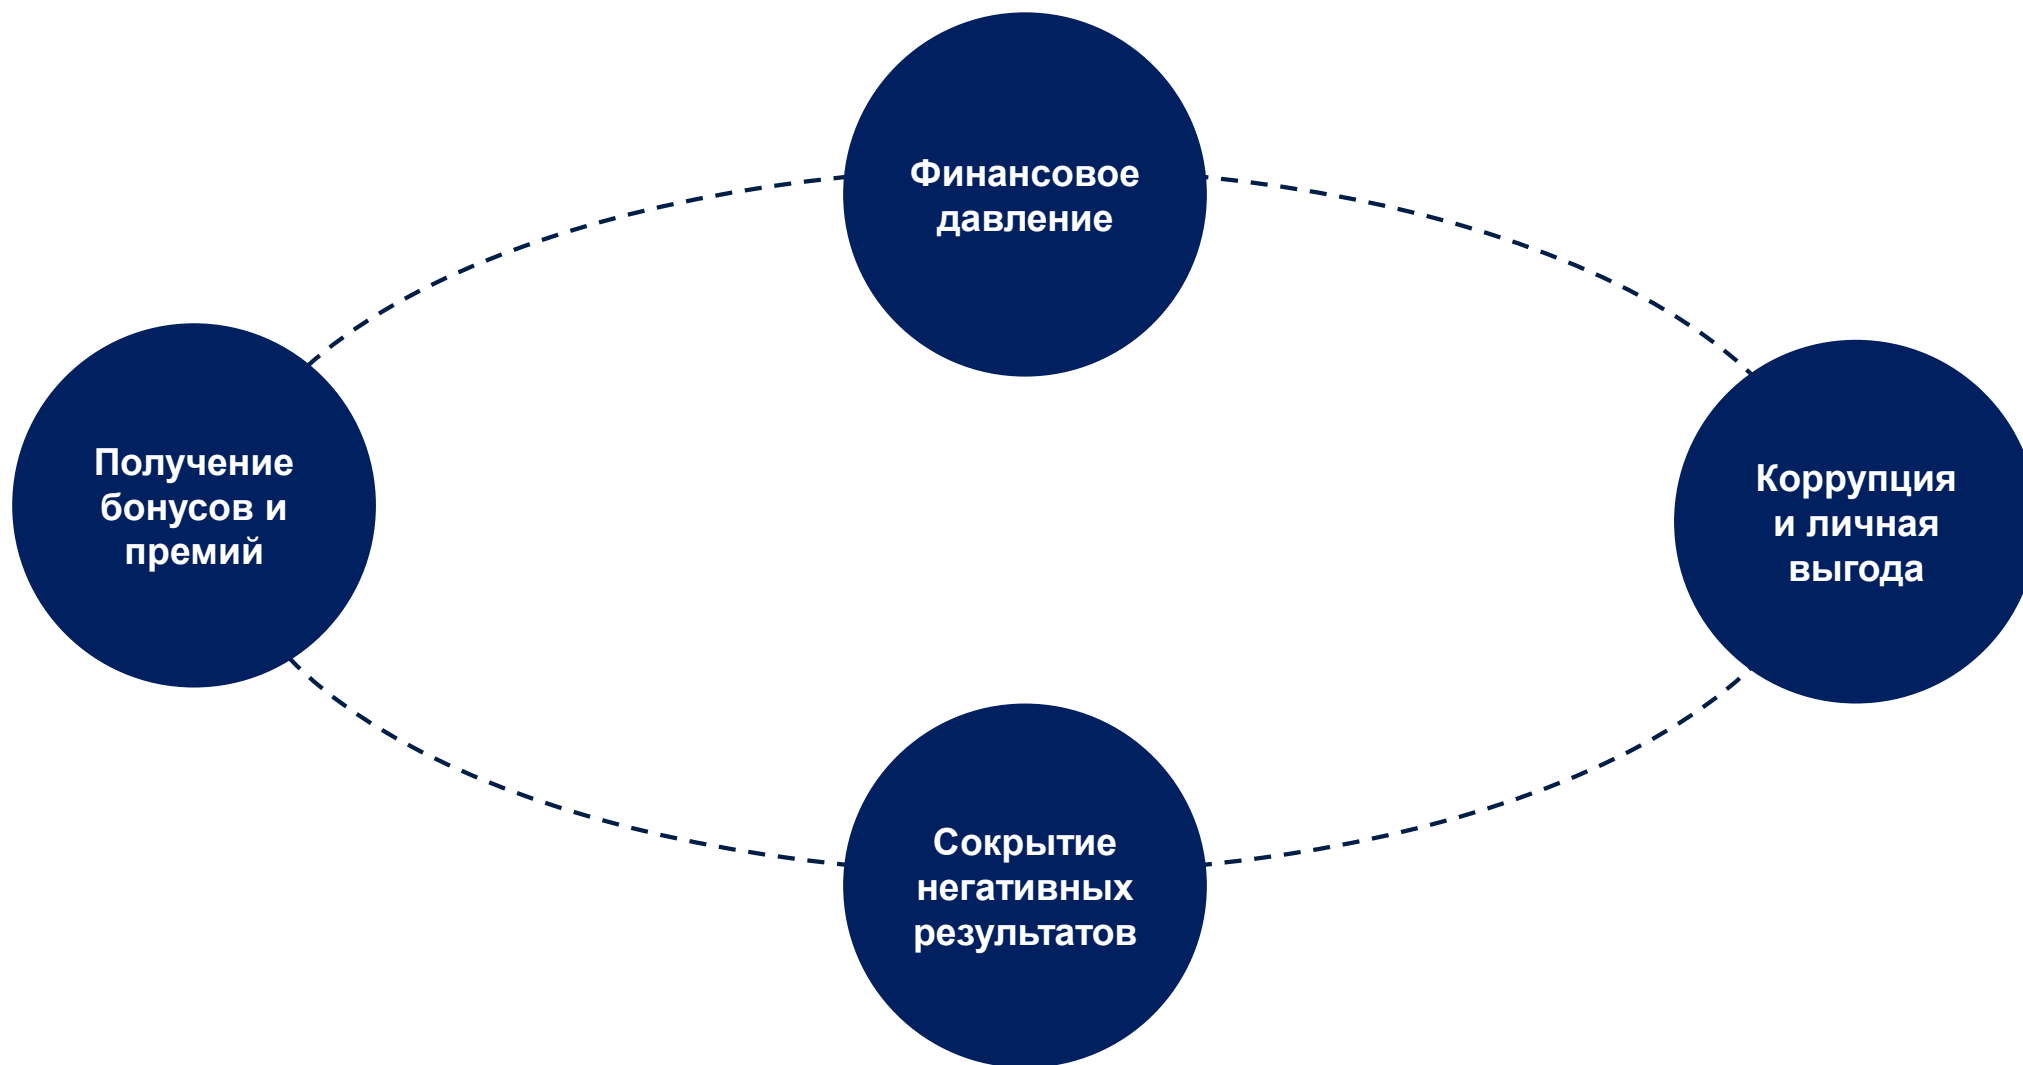 Финансовое
давление
Получение
бонусов и
премий
Коррупция
и личная
выгода
Сокрытие
негативных
результатов